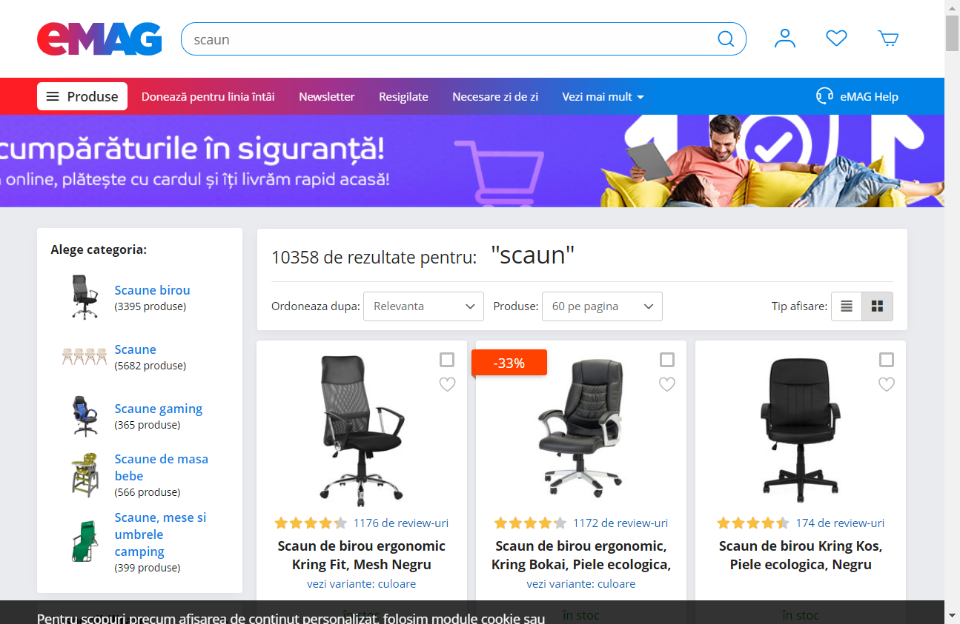 eMAG
scaun
Produse
Donează pentru linia întâi
Newsletter
Resigilate
Necesare zi de zi
Vezi mai mult
eMAG Help
cumpărăturile în siguranță!
online, plătește cu cardul și îți livrăm rapid acasă!
Alege categoria:
Scaune birou
(3395 produse)
Scaune
(5682 produse)
Scaune gaming
(365 produse)
Scaune de masa
bebe
(566 produse)
Scaune, mese si
umbrele
camping
(399 produse)
10358 de rezultate pentru: "scaun"
Ordoneaza dupa: Relevanta
Produse: 60 pe pagina
Tip afisare:
1176 de review-uri
Scaun de birou ergonomic
Kring Fit, Mesh Negru
vezi variante: culoare
în stoc
-33%
1172 de review-uri
Scaun de birou ergonomic,
Kring Bokai, Piele ecologica,
vezi variante: culoare
în stoc
174 de review-uri
Scaun de birou Kring Kos,
Piele ecologica, Negru
în stoc
Pentru scopuri precum afisarea de continut personalizat, folosim module cookie sau